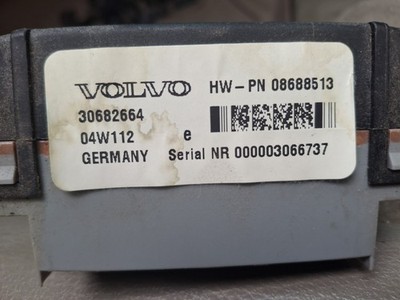 VOLVO HW-PN 08688513
30682664
04W112 e
GERMANY Serial NR 000003066737